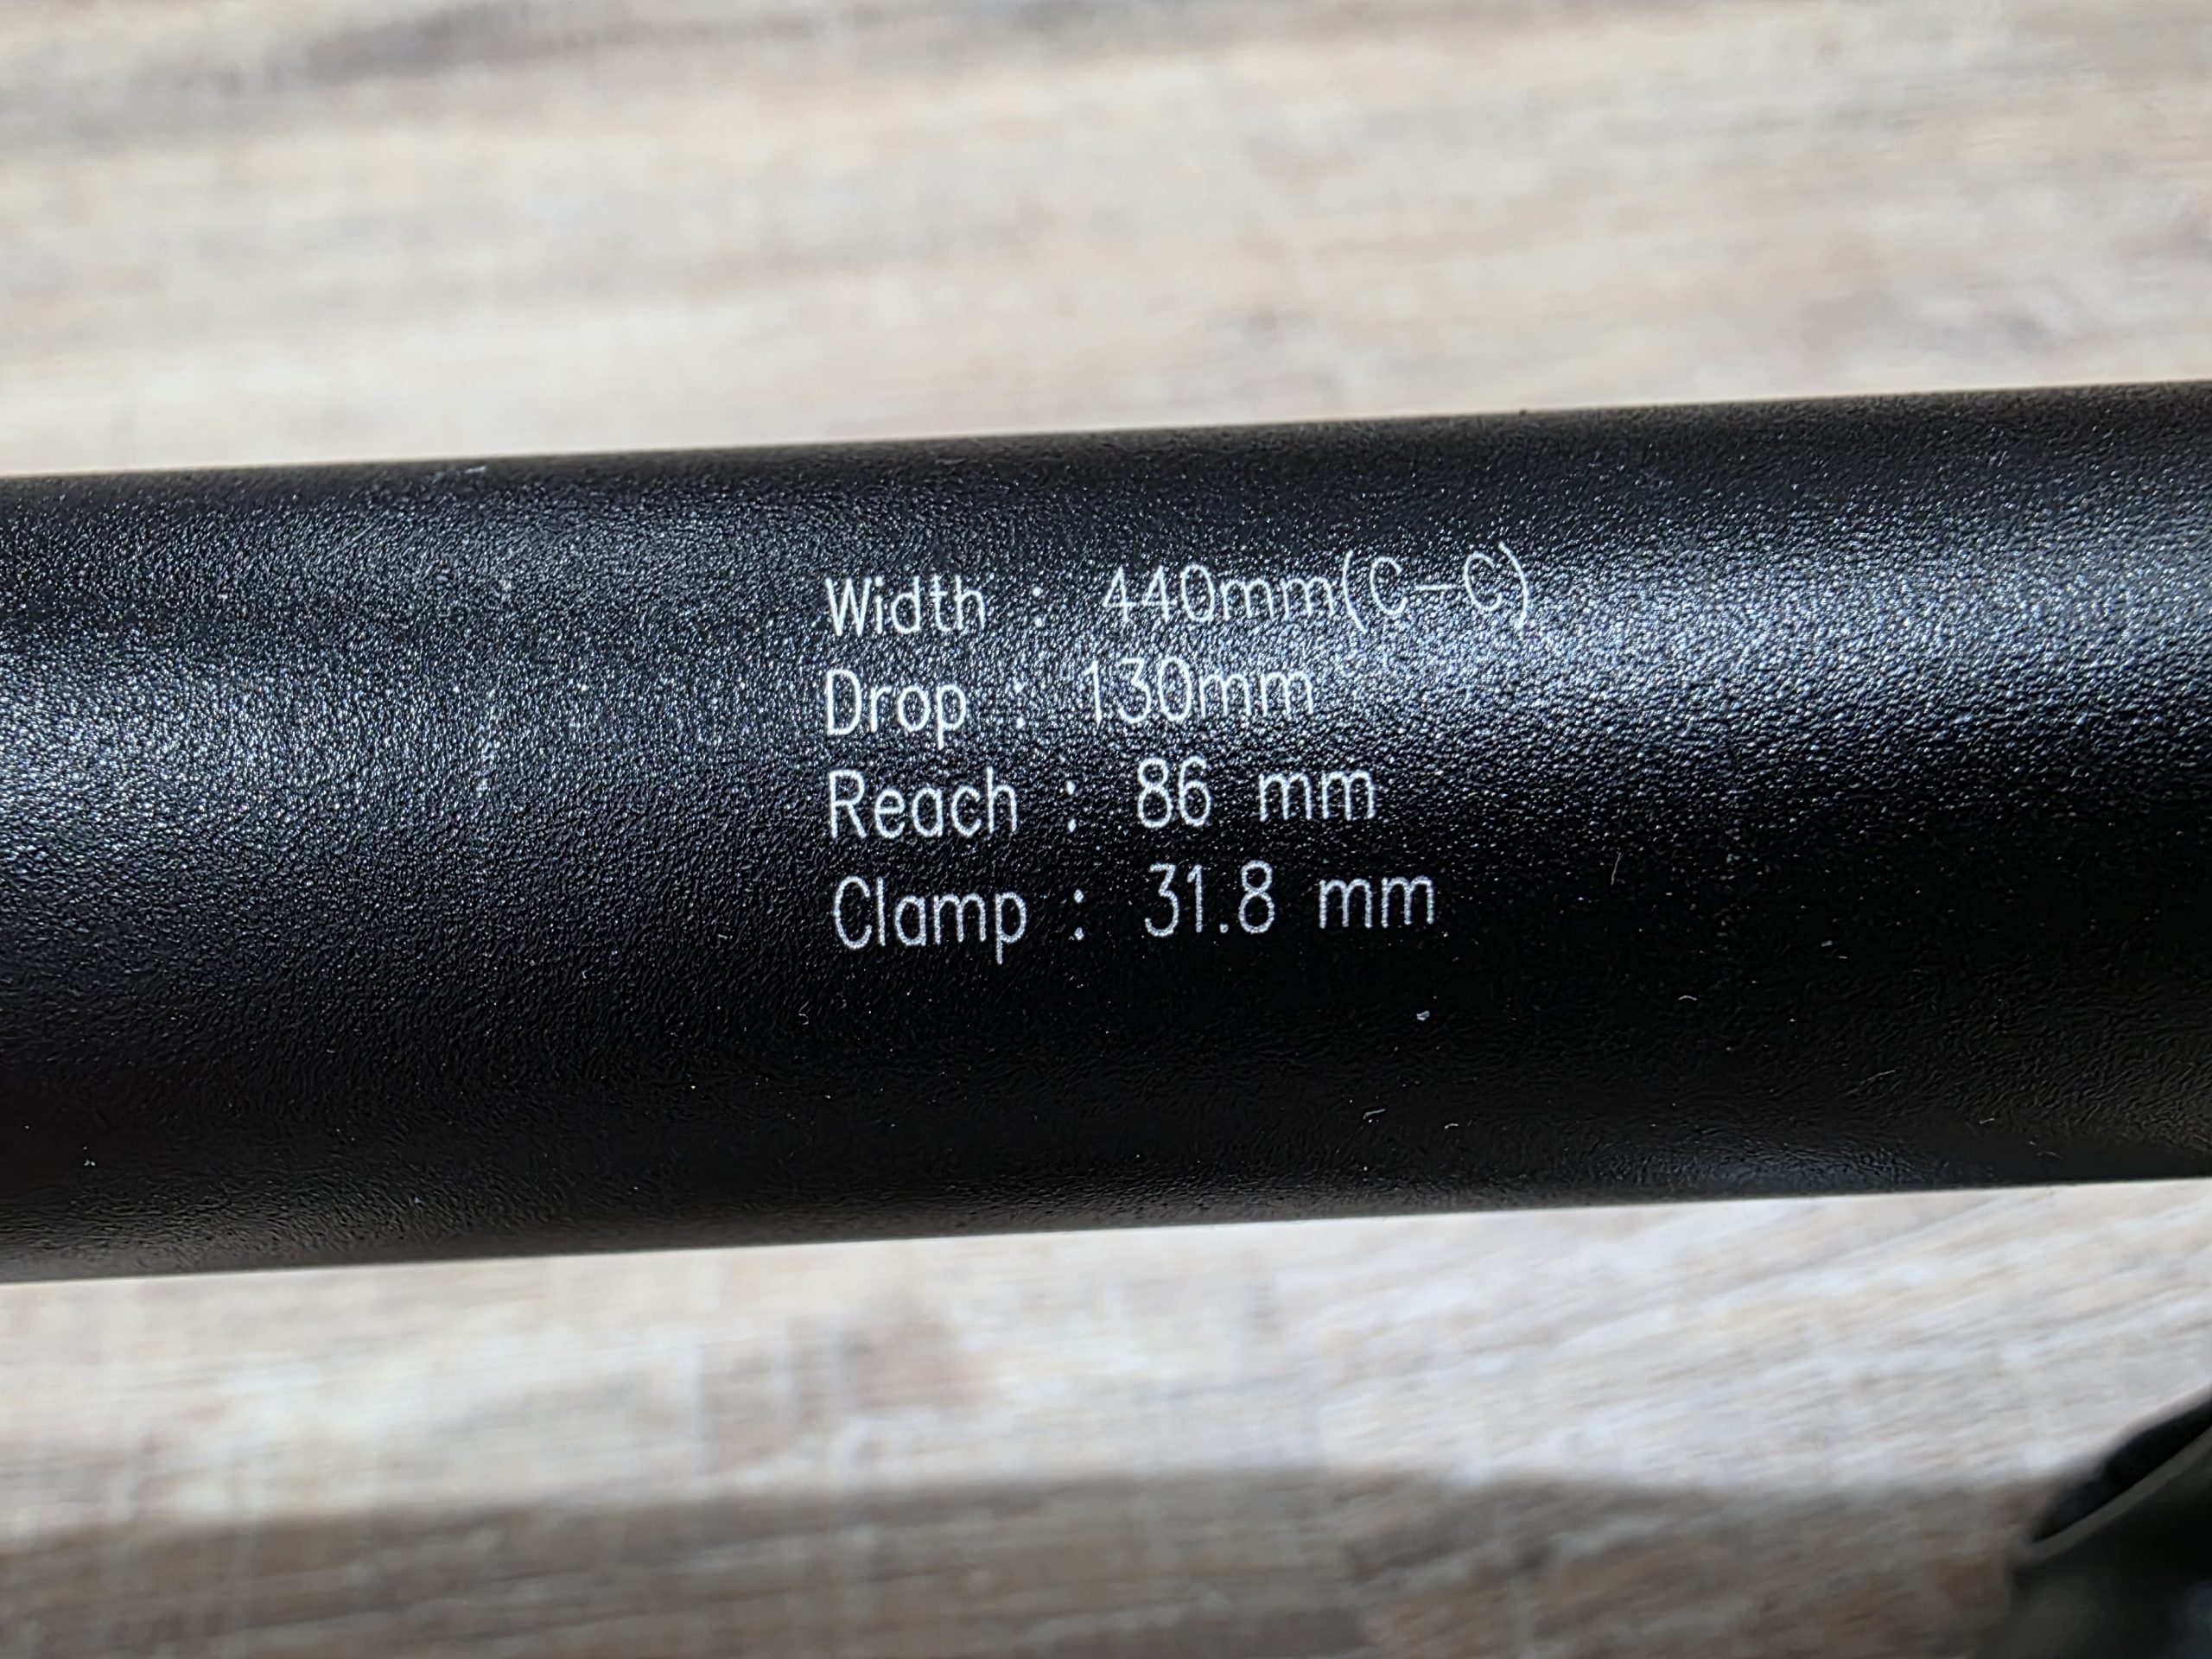 Width : 440mm(C-C)
Drop : 130mm
Reach : 86 mm
Clamp : 31.8 mm